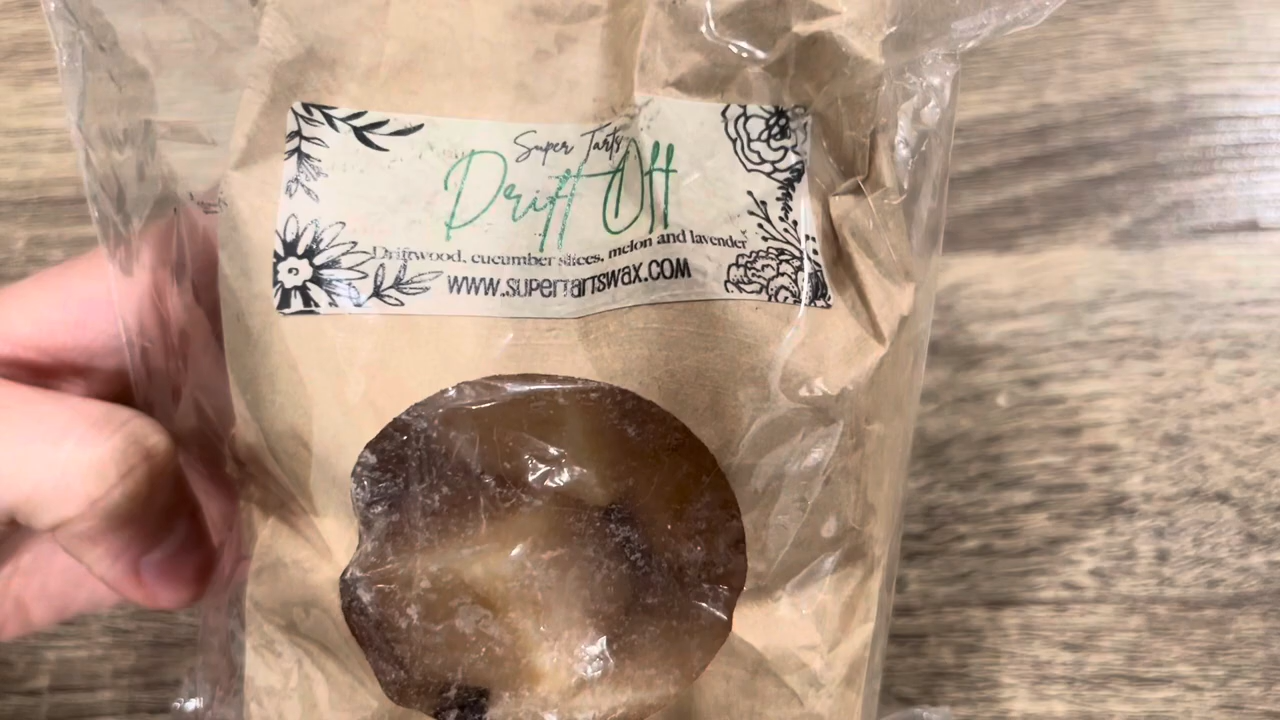 Super Tarts
Drift Off
Driftwood, cucumber slices, melon and lavender
www.superTarTswax.COM